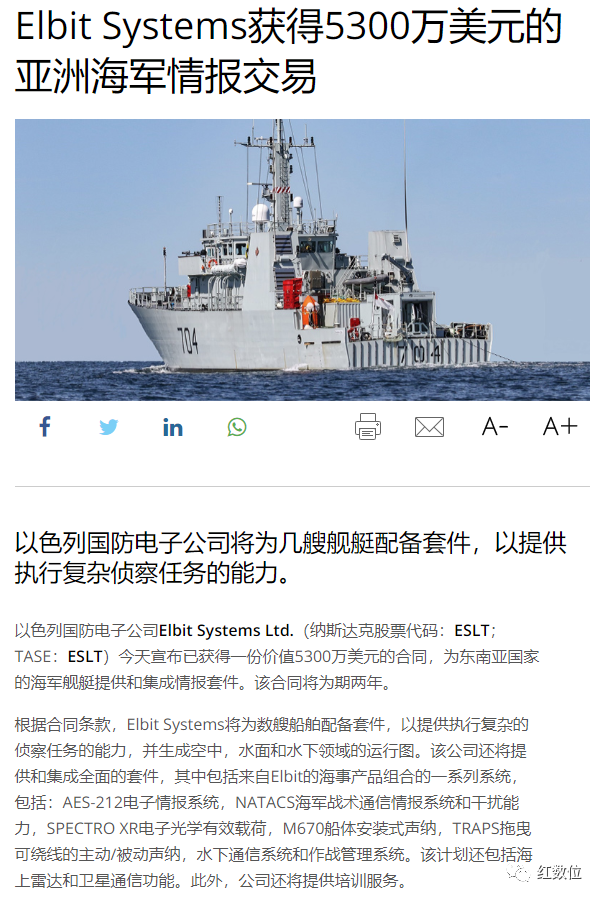 Elbit Systems获得5300万美元的
亚洲海军情报交易
704
A-
A+
以色列国防电子公司将为几艘舰艇配备套件，以提供
执行复杂侦察任务的能力。
以色列国防电子公司Elbit Systems Ltd.（纳斯达克股票代码：ESLT；
TASE：ESLT）今天宣布已获得一份价值5300万美元的合同，为东南亚国家
的海军舰艇提供和集成情报套件。该合同将为期两年。
根据合同条款，Elbit Systems将为数艘船舶配备套件，以提供执行复杂的
侦察任务的能力，并生成空中，水面和水下领域的运行图。该公司还将提
供和集成全面的套件，其中包括来自Elbit的海事产品组合的一系列系统，
包括：AES-212电子情报系统，NATACS海军战术通信情报系统和干扰能
力，SPECTRO XR电子光学有效载荷，M670船体安装式声纳，TRAPS拖曳
可绕线的主动/被动声纳，水下通信系统和作战管理系统。该计划还包括海
上雷达和卫星通信功能。此外，公司还将提供培训服务。
红数位